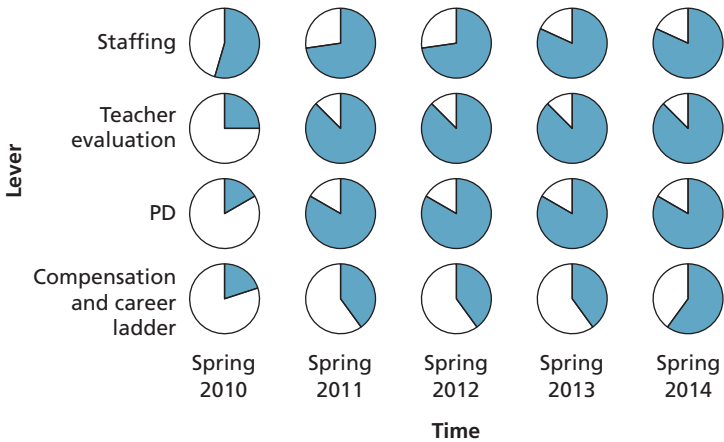 Lever
Staffing
Teacher
evaluation
PD
Compensation
and career
ladder
Spring
2010
Spring
2011
Spring
2012
Spring
2013
Spring
2014
Time